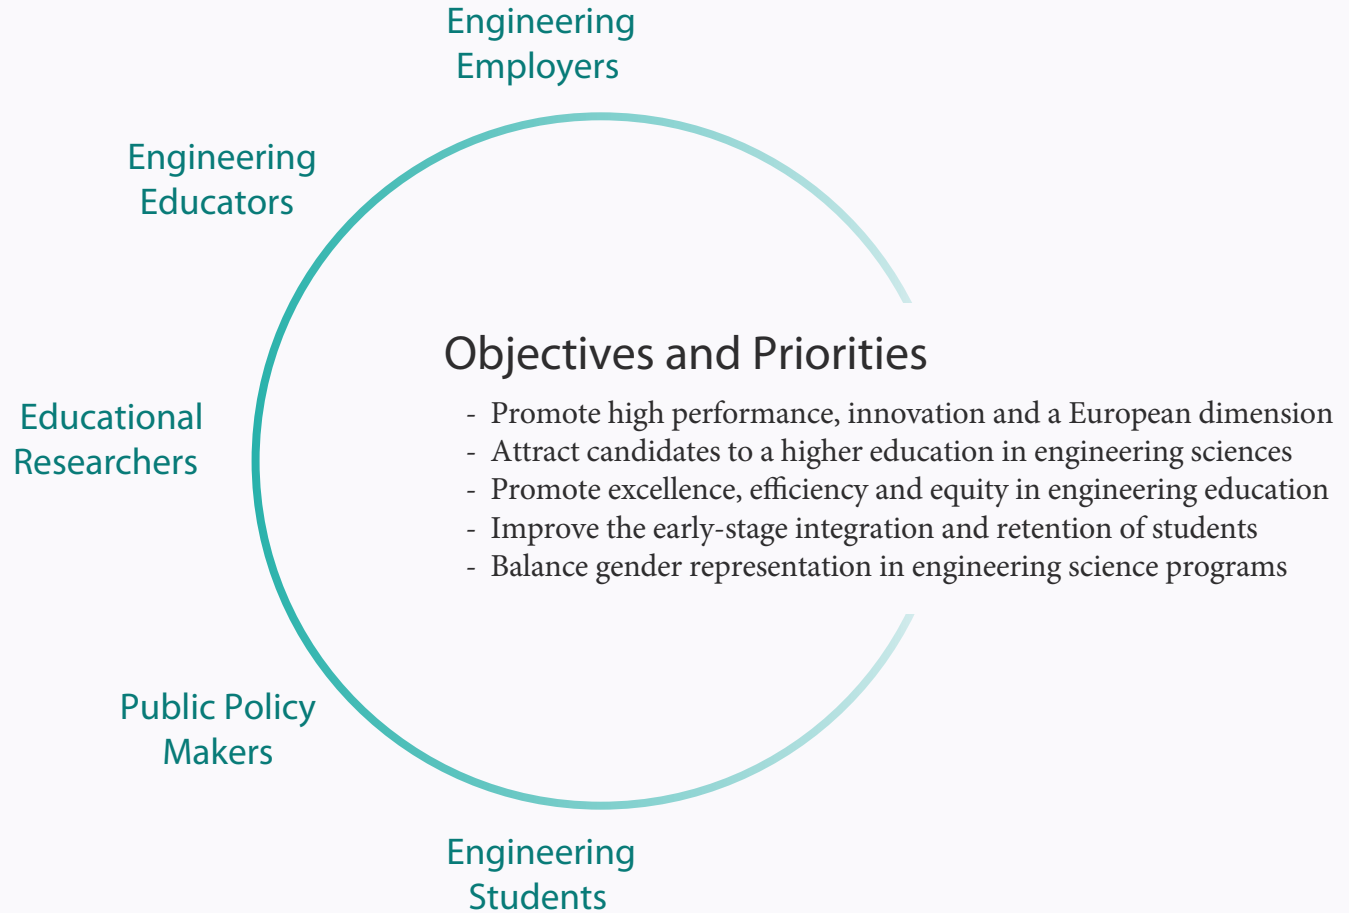 Engineering
Employers
Engineering
Educators
Educational
Researchers
Public Policy
Makers
Engineering
Students
Objectives and Priorities
- Promote high performance, innovation and a European dimension
- Attract candidates to a higher education in engineering sciences
- Promote excellence, efficiency and equity in engineering education
- Improve the early-stage integration and retention of students
- Balance gender representation in engineering science programs